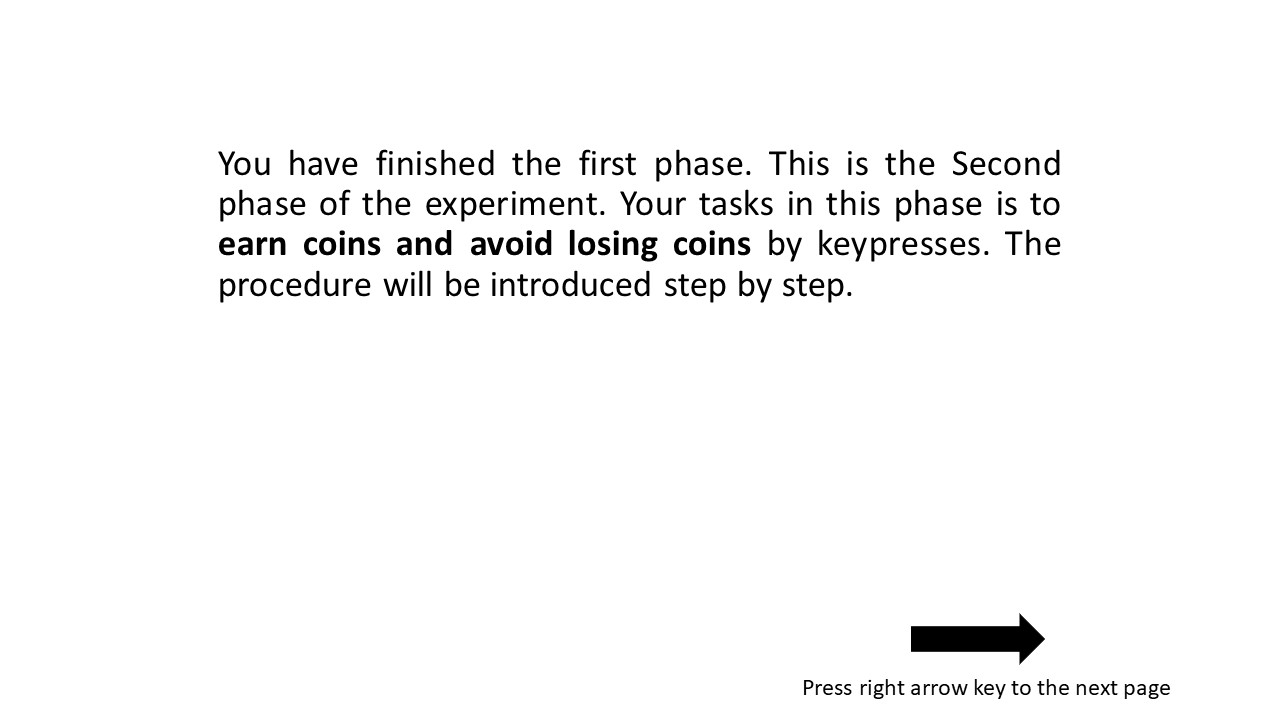 You have finished the first phase. This is the Second
phase of the experiment. Your tasks in this phase is to
earn coins and avoid losing coins by keypresses. The
procedure will be introduced step by step.
Press right arrow key to the next page